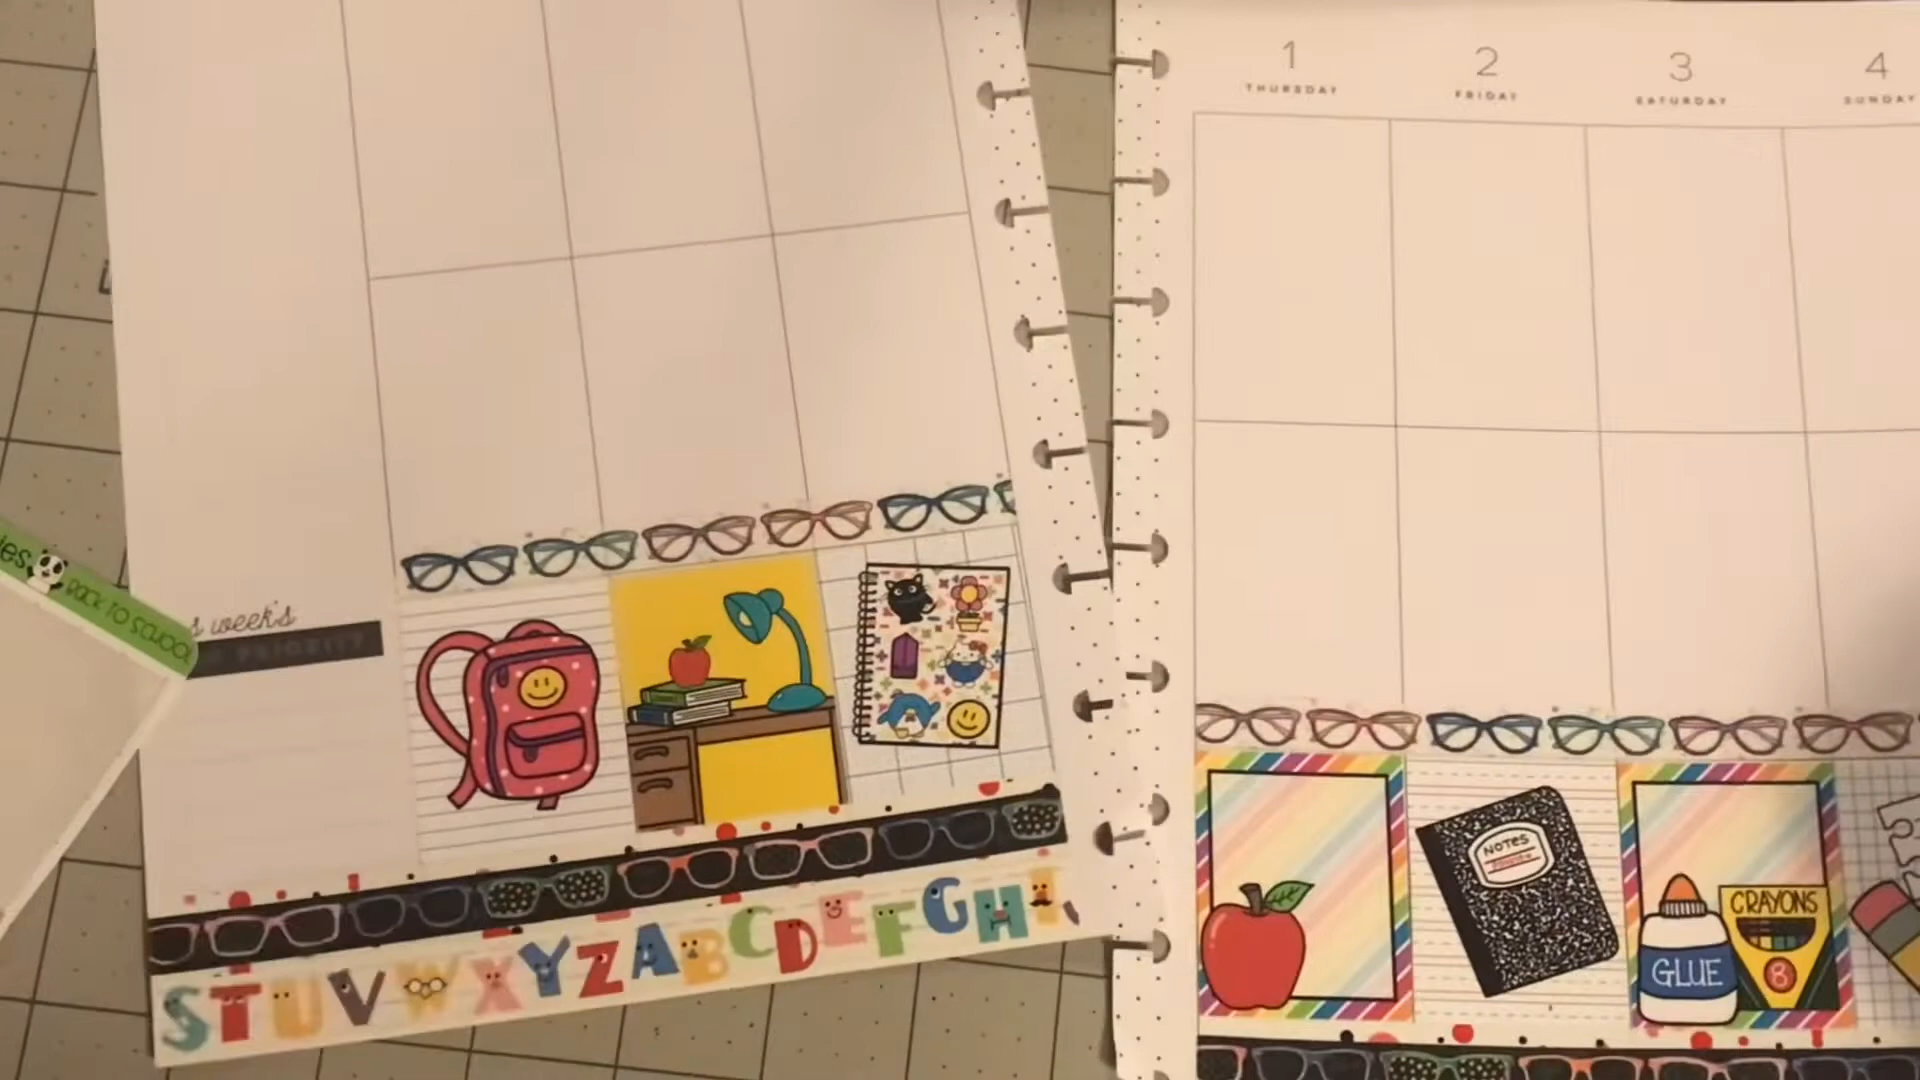 1 2 3 4
THURSDAY FRIDAY SATURDAY SUNDAY
BACK TO SCHOOL
week's
PRIORITY
NOTES
CRAYONS
GLUE 8
STUVWXYZABCDEFGHI